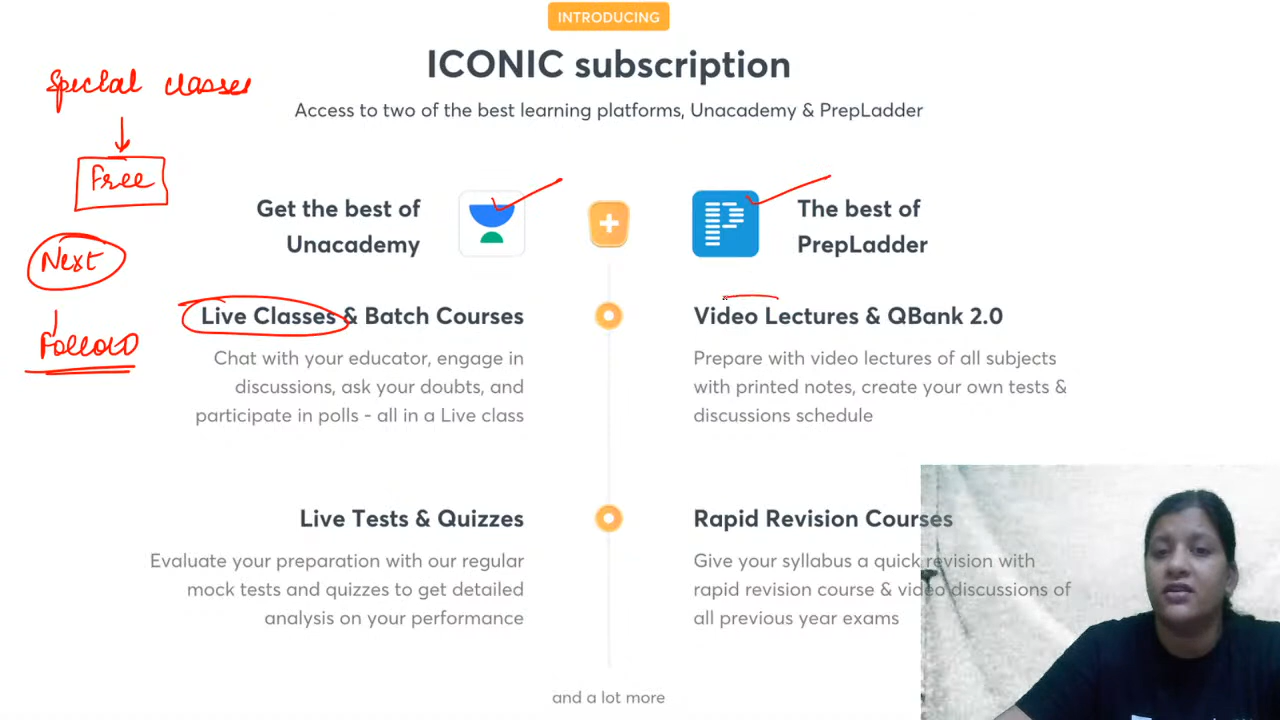 INTRODUCING
ICONIC subscription
Access to two of the best learning platforms, Unacademy & PrepLadder
Special classes
Free
Next
Follow
Get the best of
Unacademy
The best of
PrepLadder
Live Classes & Batch Courses
Chat with your educator, engage in
discussions, ask your doubts, and
participate in polls - all in a Live class
Video Lectures & QBank 2.0
Prepare with video lectures of all subjects
with printed notes, create your own tests &
discussions schedule
Live Tests & Quizzes
Evaluate your preparation with our regular
mock tests and quizzes to get detailed
analysis on your performance
Rapid Revision Courses
Give your syllabus a quick revision with
rapid revision course & video discussions of
all previous year exams
and a lot more